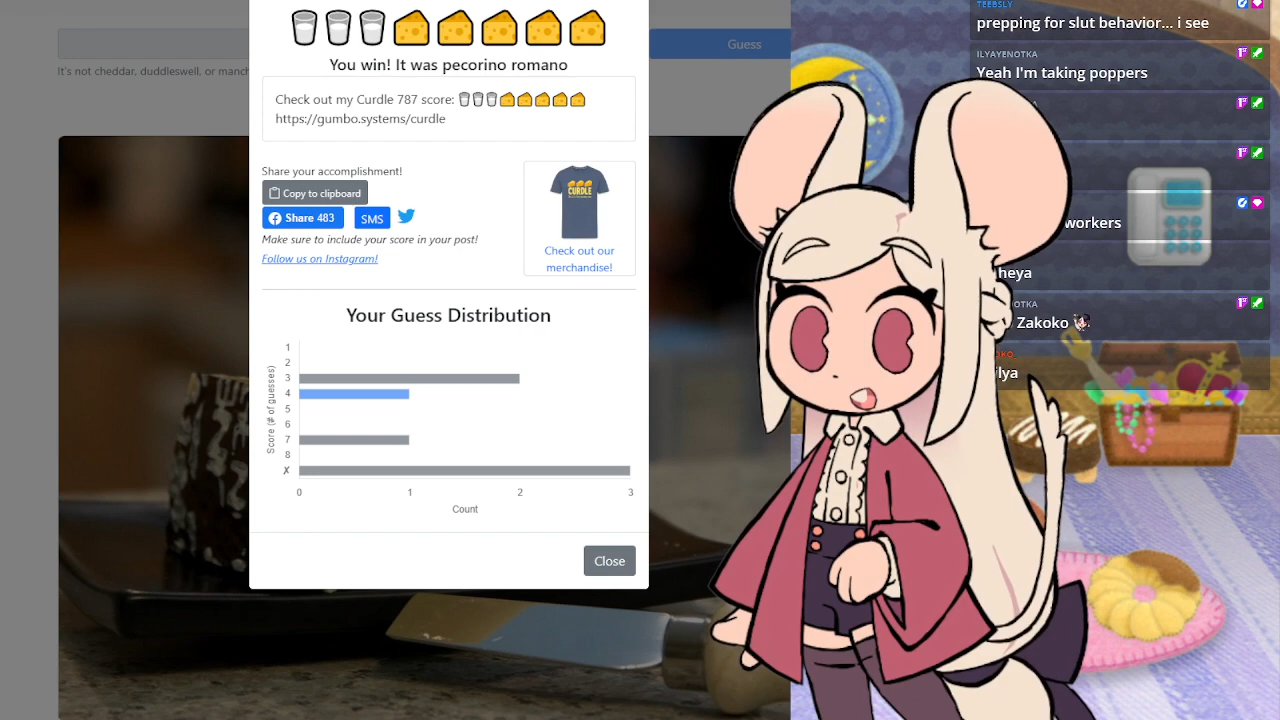 Guess
It's not cheddar, duddleswell, or manch
You win! It was pecorino romano
Check out my Curdle 787 score:
https://gumbo.systems/curdle
Share your accomplishment!
Copy to clipboard
Share 483
SMS
Make sure to include your score in your post!
Follow us on Instagram!
CURDLE
Check out our
merchandise!
Your Guess Distribution
Score (# of guesses)
1
2
3
4
5
6
7
8
✗
0 1 2 3
Count
Close
TEEBSLY
prepping for slut behavior... i see
ILYAYENOTKA
Yeah I'm taking poppers
workers
heya
OTKA
Zakoko
KO_
ilya